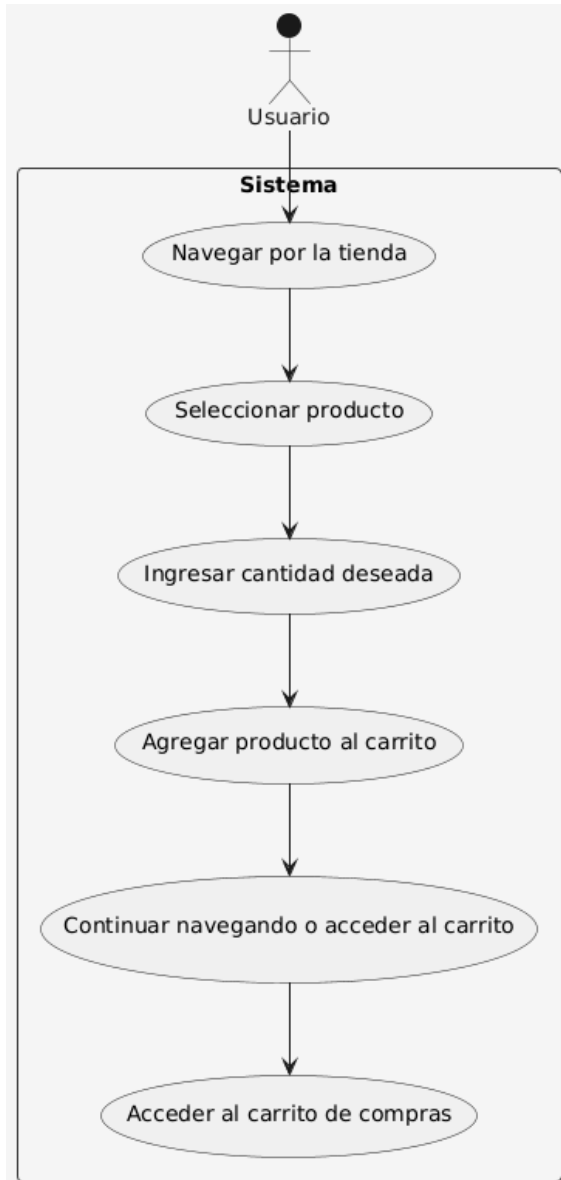 Usuario
Sistema
Navegar por la tienda
Seleccionar producto
Ingresar cantidad deseada
Agregar producto al carrito
Continuar navegando o acceder al carrito
Acceder al carrito de compras